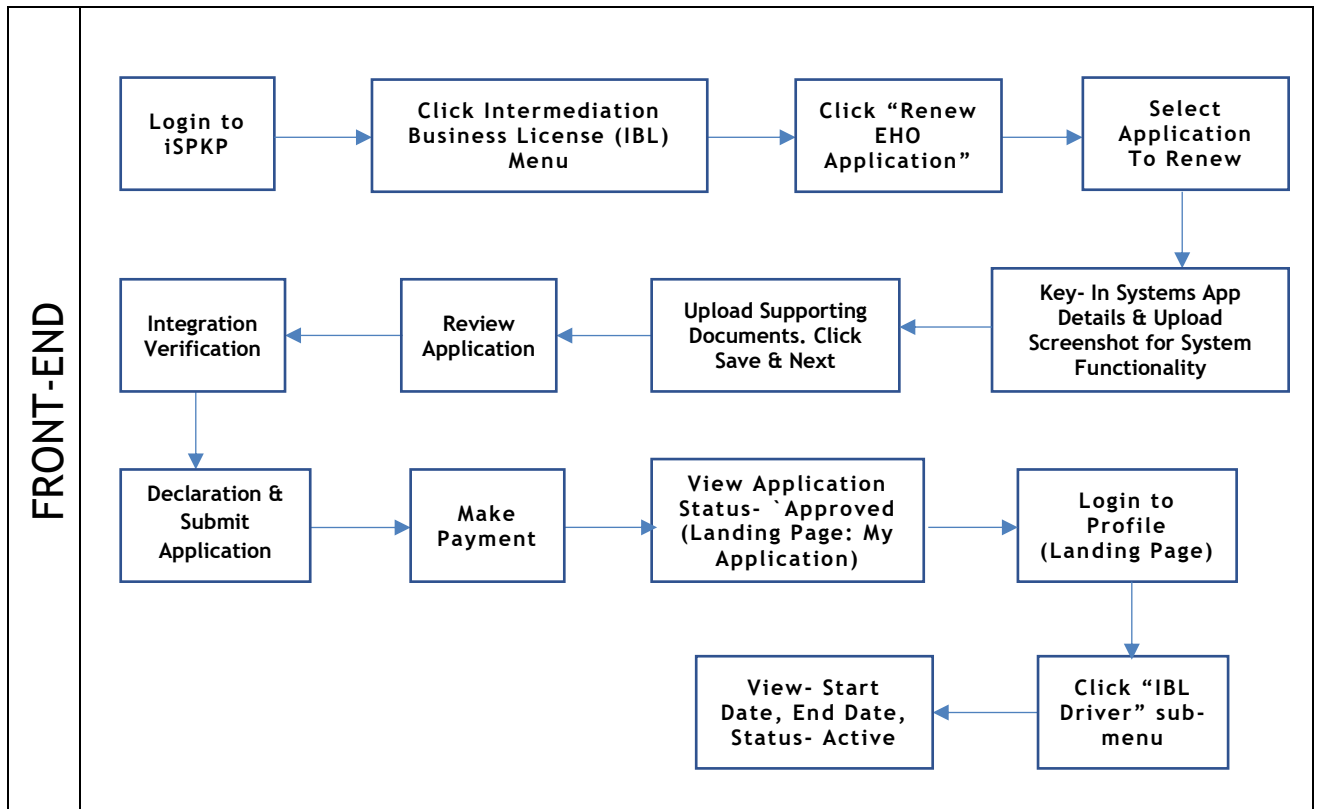 FRONT-END
Login to
iSPKP
Click Intermediation
Business License (IBL)
Menu
Click “Renew
EHO
Application”
Select
Application
To Renew
Key- In Systems App
Details & Upload
Screenshot for System
Functionality
Upload Supporting
Documents. Click
Save & Next
Review
Application
Integration
Verification
Declaration &
Submit
Application
Make
Payment
View Application
Status- `Approved
(Landing Page: My
Application)
Login to
Profile
(Landing Page)
Click “IBL
Driver” sub-
menu
View- Start
Date, End Date,
Status- Active